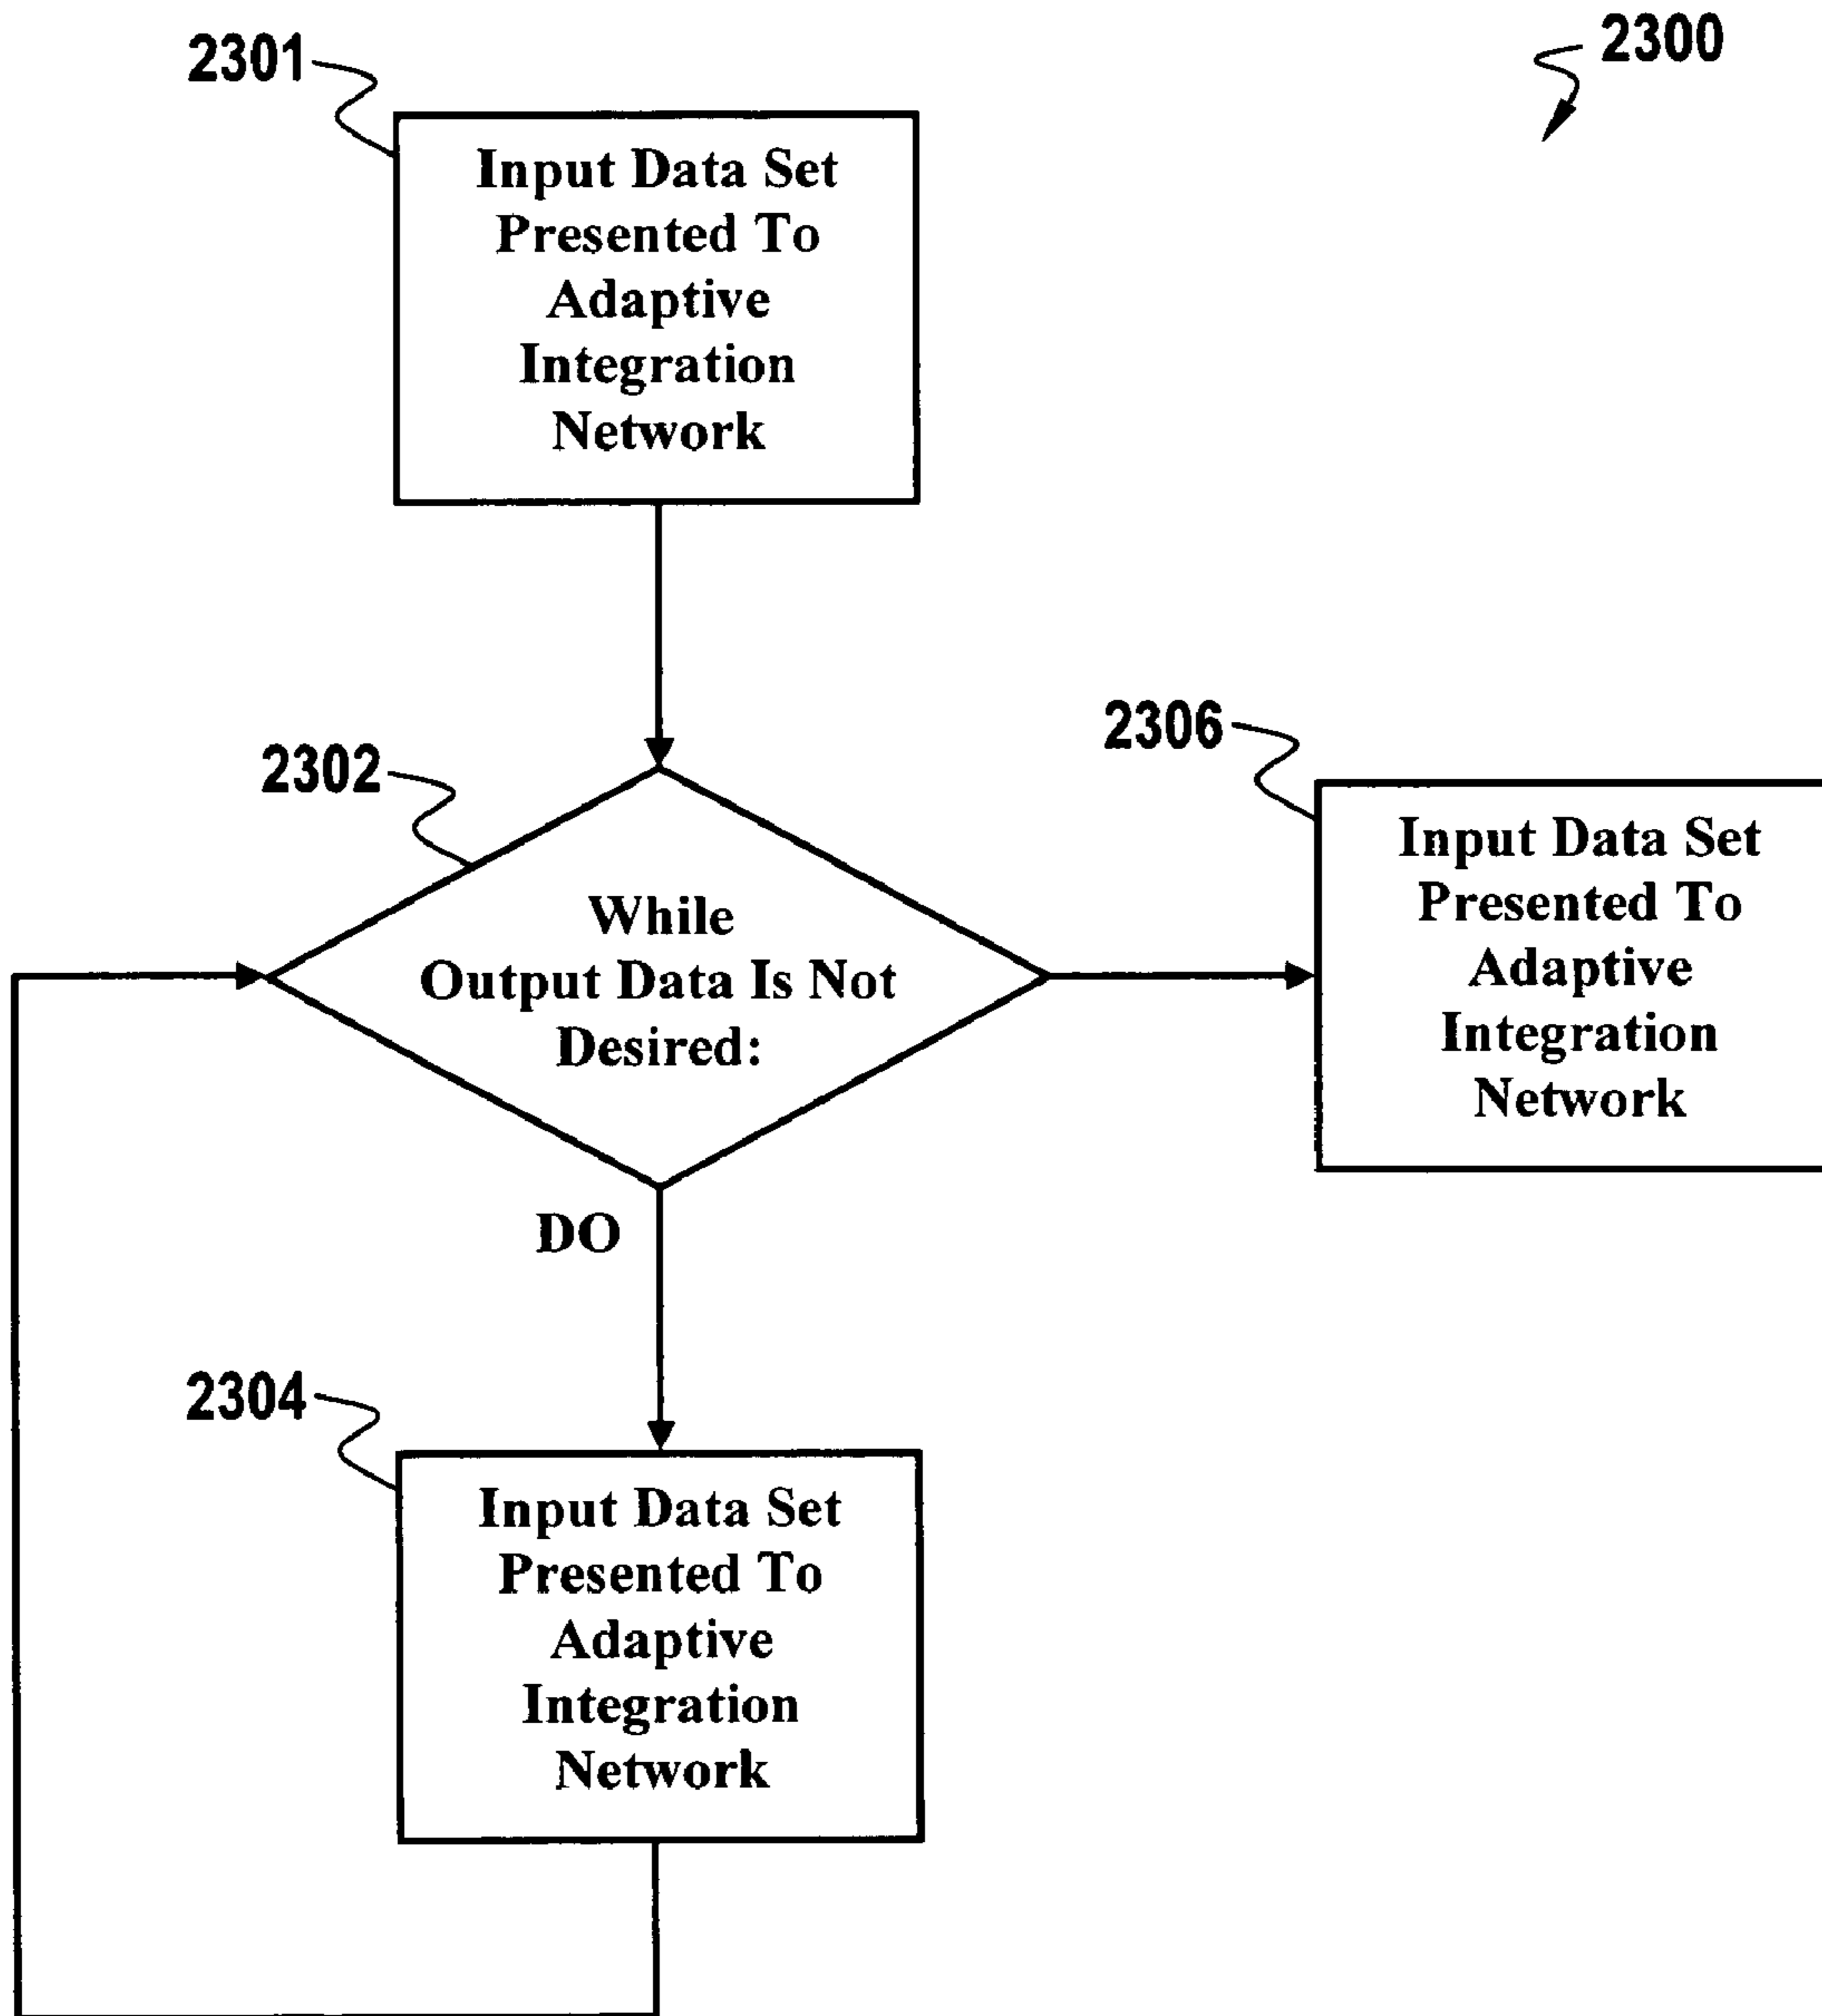 2300
2301
Input Data Set
Presented To
Adaptive
Integration
Network
2302
While
Output Data Is Not
Desired:
2306
Input Data Set
Presented To
Adaptive
Integration
Network
DO
2304
Input Data Set
Presented To
Adaptive
Integration
Network